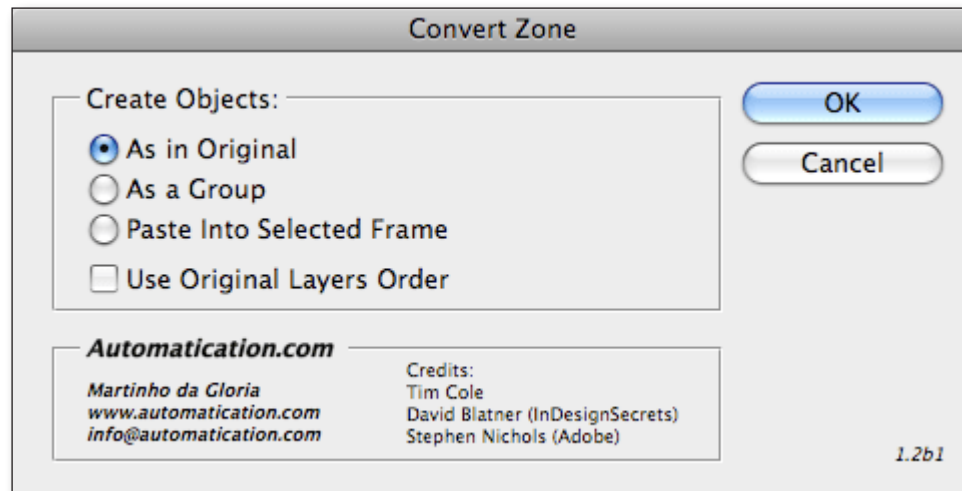 Convert Zone
Create Objects:
As in Original
As a Group
Paste Into Selected Frame
Use Original Layers Order
OK
Cancel
Automatication.com
Martinho da Gloria
www.automatication.com
info@automatication.com
Credits:
Tim Cole
David Blatner (InDesignSecrets)
Stephen Nichols (Adobe)
1.2b1